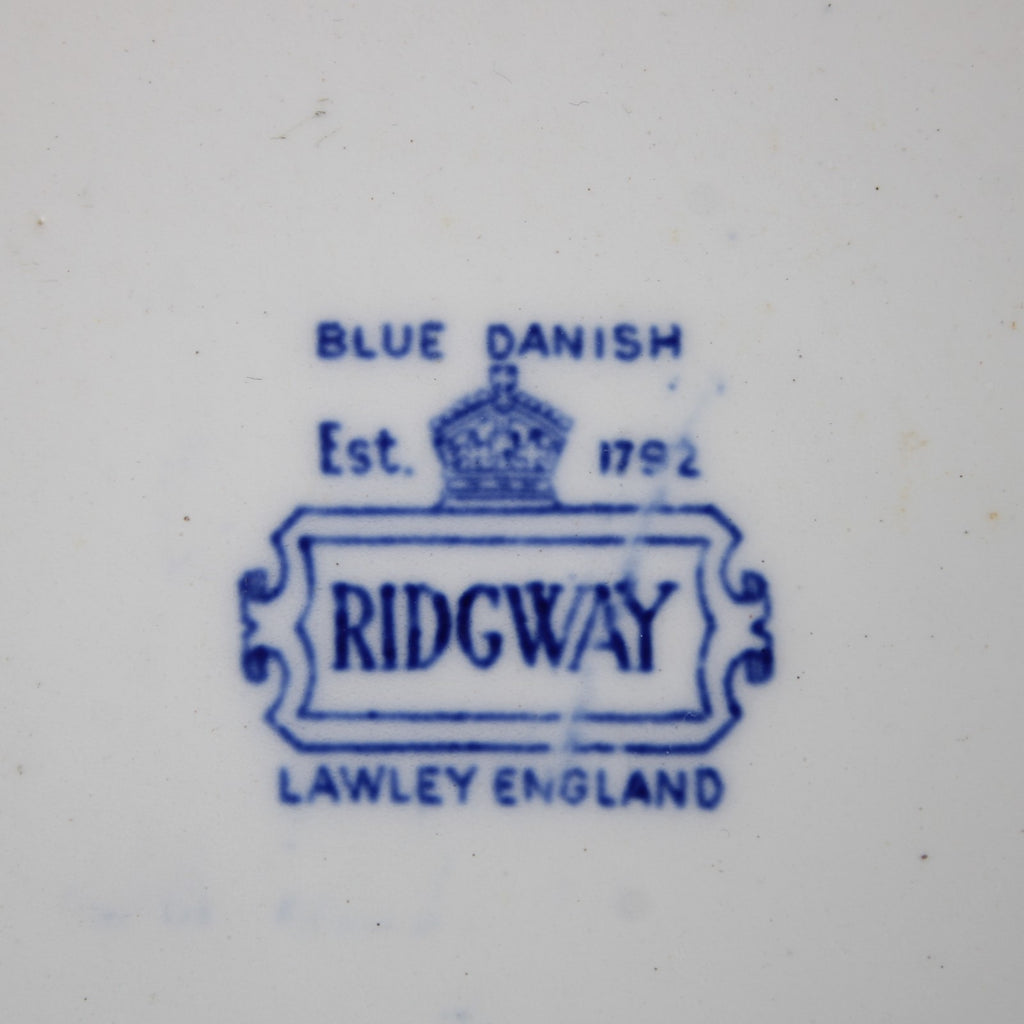 BLUE DANISH
Est. 1792
RIDGWAY
LAWLEY ENGLAND